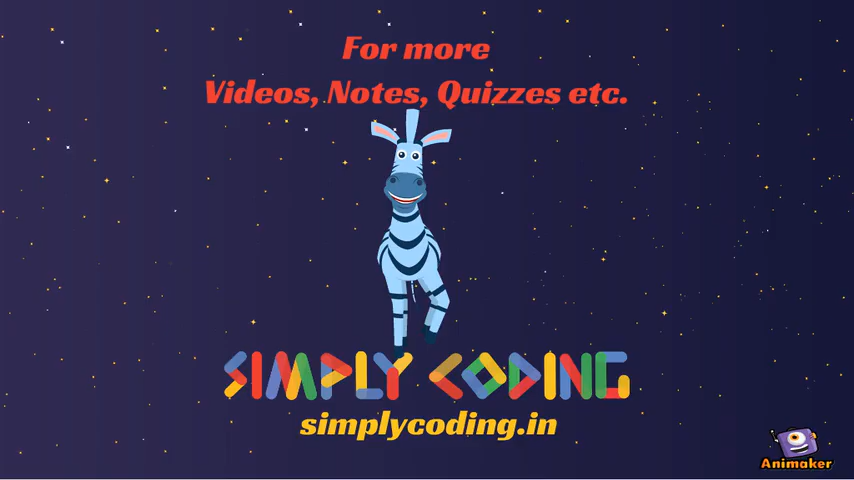 For more
Videos, Notes, Quizzes etc.
SIMPLY CODING
simplycoding.in
Animaker